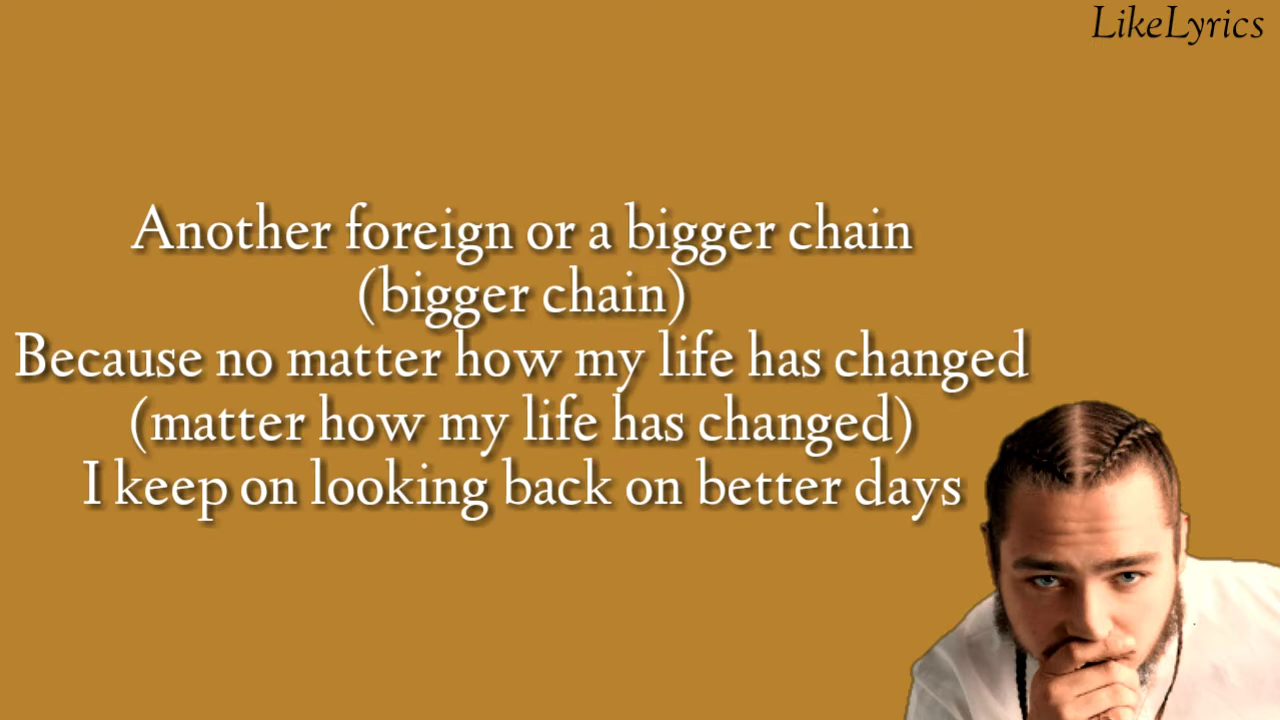 LikeLyrics
Another foreign or a bigger chain
(bigger chain)
Because no matter how my life has changed
(matter how my life has changed)
I keep on looking back on better days